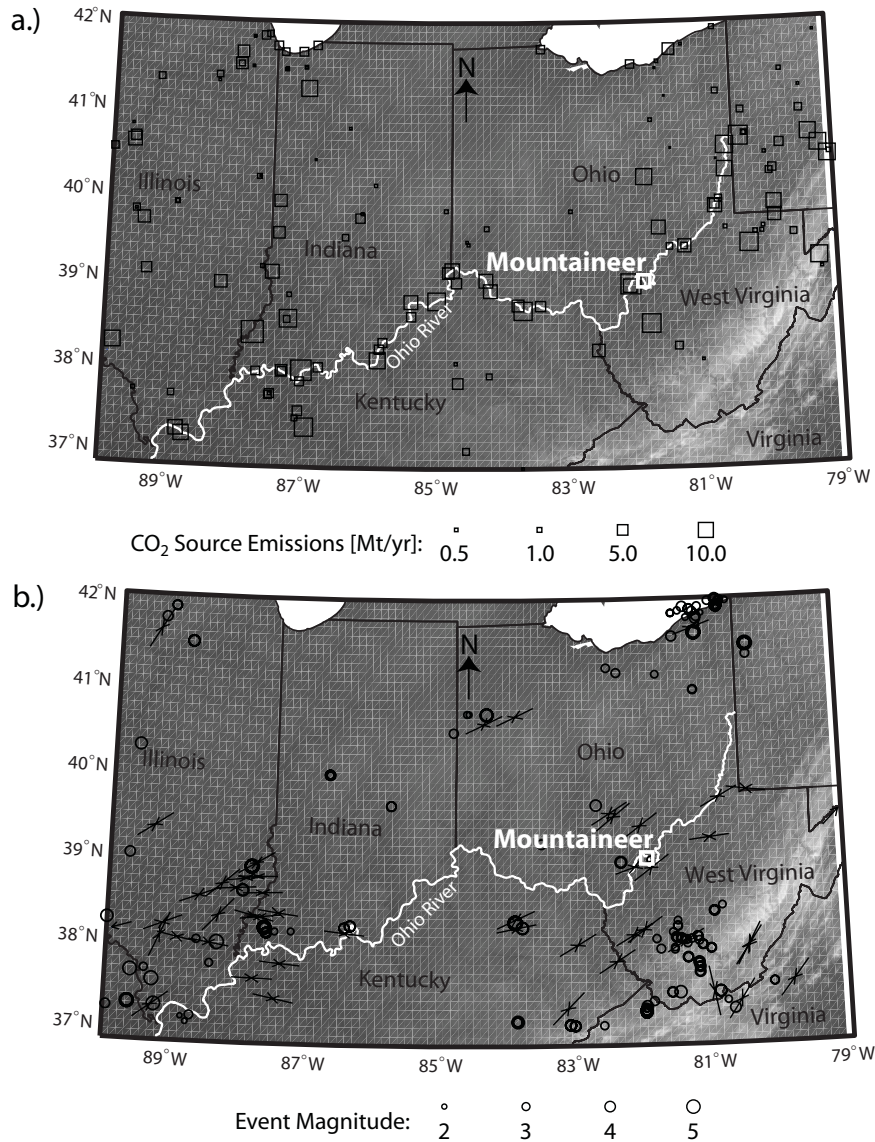 a.)
42°N
41°N
40°N
39°N
38°N
37°N
N
Illinois
Indiana
Ohio
Mountaineer
West Virginia
Ohio River
Kentucky
Virginia
89°W
87°W
85°W
83°W
81°W
79°W
CO₂ Source Emissions [Mt/yr]:
0.5
1.0
5.0
10.0
b.)
42°N
41°N
40°N
39°N
38°N
37°N
N
Illinois
Indiana
Ohio
Mountaineer
West Virginia
Ohio River
Kentucky
Virginia
89°W
87°W
85°W
83°W
81°W
79°W
Event Magnitude:
2
3
4
5